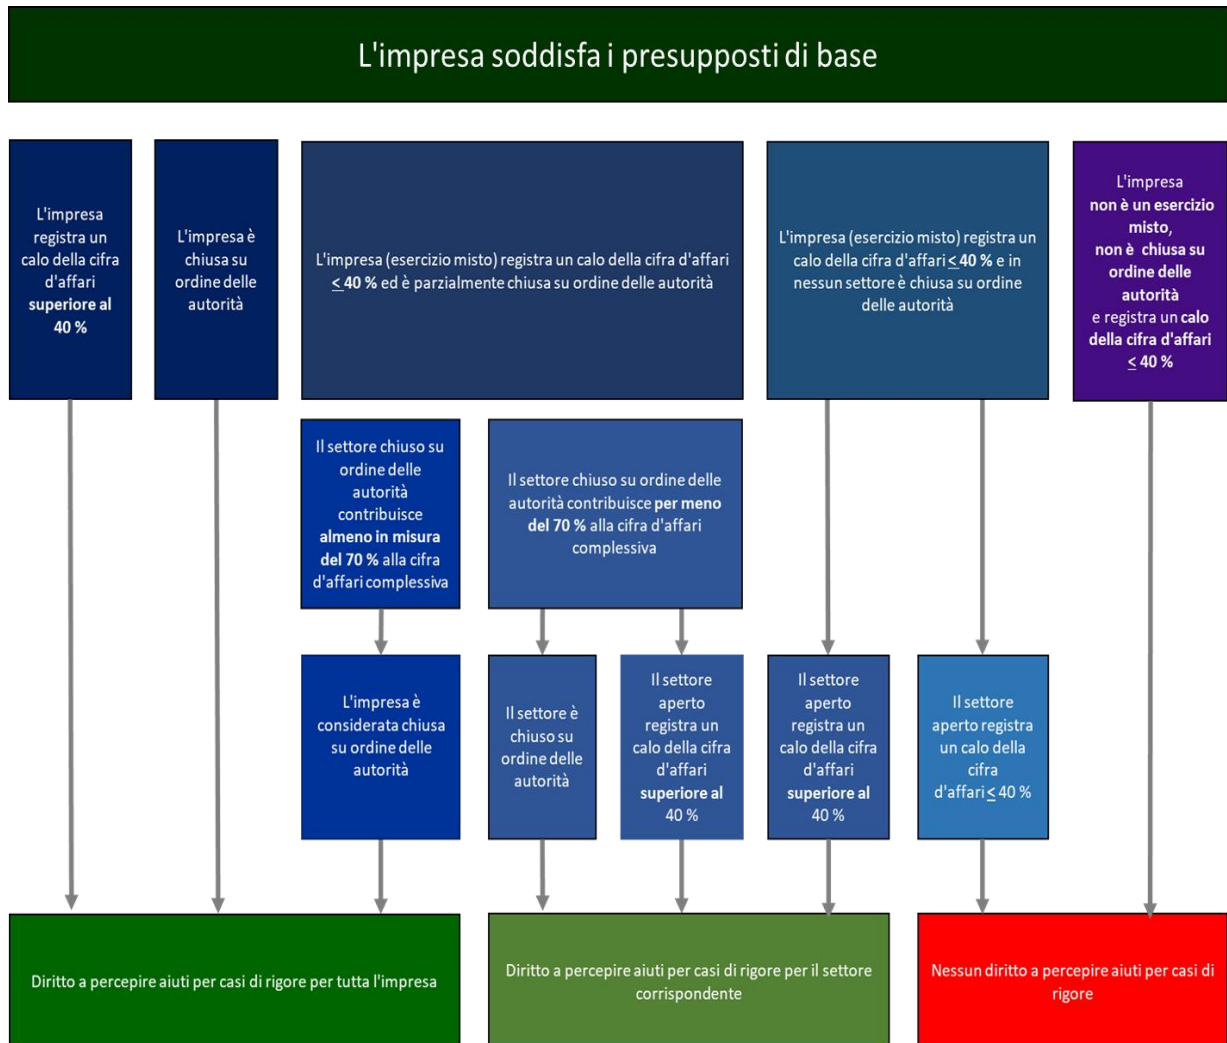 L'impresa soddisfa i presupposti di base
L'impresa
registra un
calo della cifra
d'affari
superiore al
40 %
L'impresa è
chiusa su
ordine delle
autorità
L'impresa (esercizio misto) registra un calo della cifra d'affari
≤ 40 % ed è parzialmente chiusa su ordine delle autorità
L'impresa (esercizio misto) registra un
calo della cifra d'affari ≤ 40 % e in
nessun settore è chiusa su ordine
delle autorità
L'impresa
non è un esercizio
misto,
non è chiusa su
ordine delle
autorità
e registra un calo
della cifra d'affari
≤ 40 %
Il settore chiuso su
ordine delle
autorità
contribuisce
almeno in misura
del 70 % alla cifra
d'affari complessiva
Il settore chiuso su ordine delle
autorità contribuisce per meno
del 70 % alla cifra d'affari
complessiva
L'impresa è
considerata chiusa
su ordine delle
autorità
Il settore è
chiuso su
ordine delle
autorità
Il settore
aperto
registra un
calo della cifra
d'affari
superiore al
40 %
Il settore
aperto
registra un
calo della cifra
d'affari
superiore al
40 %
Il settore
aperto registra
un calo della
cifra
d'affari ≤ 40 %
Diritto a percepire aiuti per casi di rigore per tutta l'impresa
Diritto a percepire aiuti per casi di rigore per il settore
corrispondente
Nessun diritto a percepire aiuti per casi di
rigore